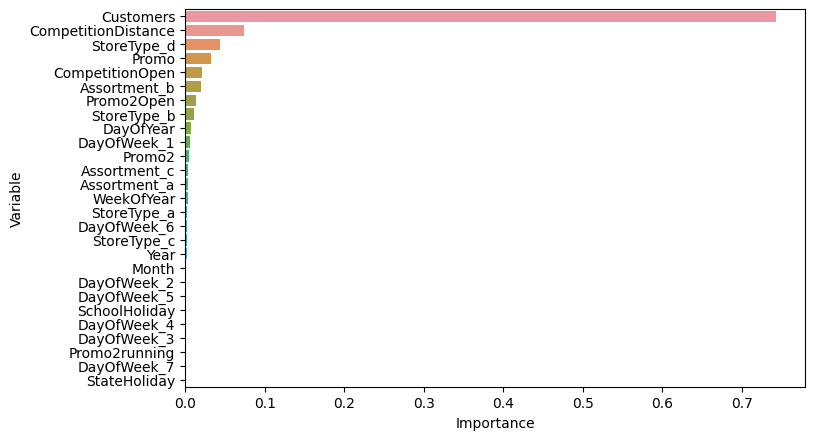 Customers
CompetitionDistance
StoreType_d
Promo
CompetitionOpen
Assortment_b
Promo2Open
StoreType_b
DayOfYear
DayOfWeek_1
Promo2
Assortment_c
Assortment_a
WeekOfYear
StoreType_a
DayOfWeek_6
StoreType_c
Year
Month
DayOfWeek_2
DayOfWeek_5
SchoolHoliday
DayOfWeek_4
DayOfWeek_3
Promo2running
DayOfWeek_7
StateHoliday
Variable
0.0 0.1 0.2 0.3 0.4 0.5 0.6 0.7
Importance